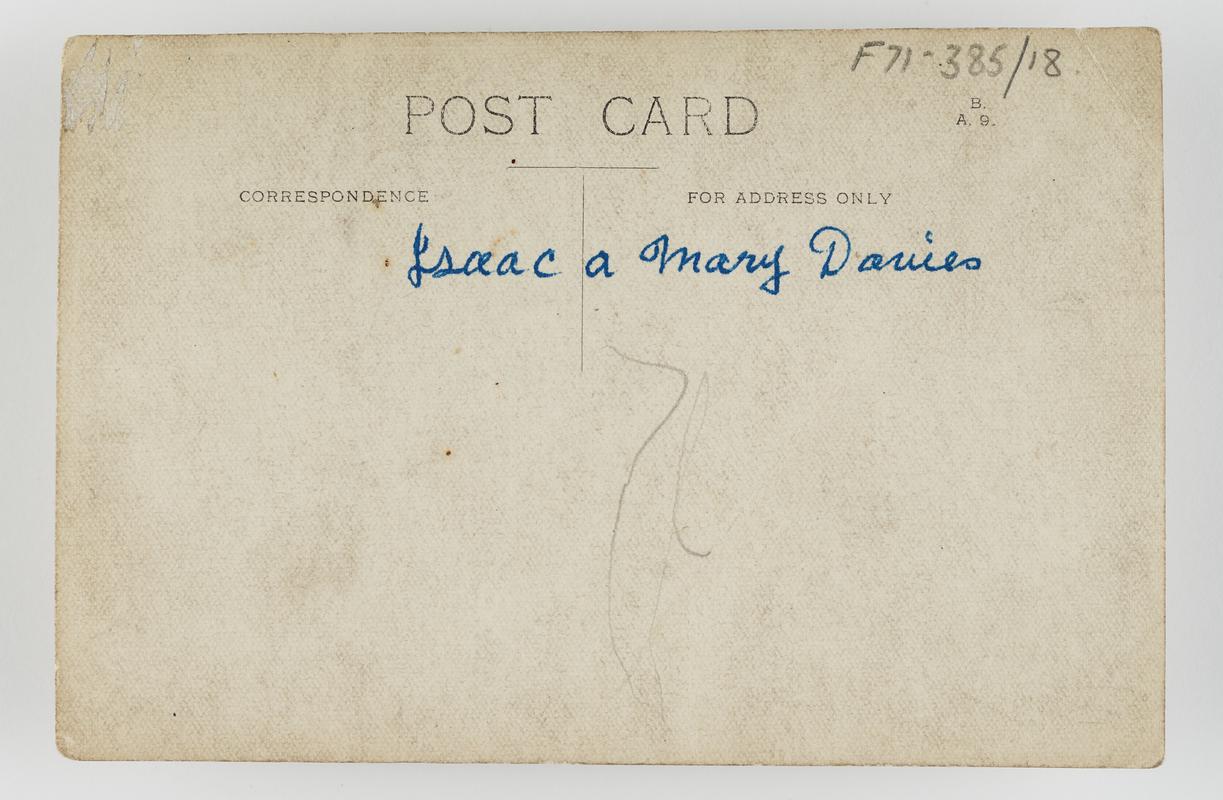 F71-385/18.
POST CARD
B.
A. 9.
CORRESPONDENCE
FOR ADDRESS ONLY
Isaac a Mary Davies